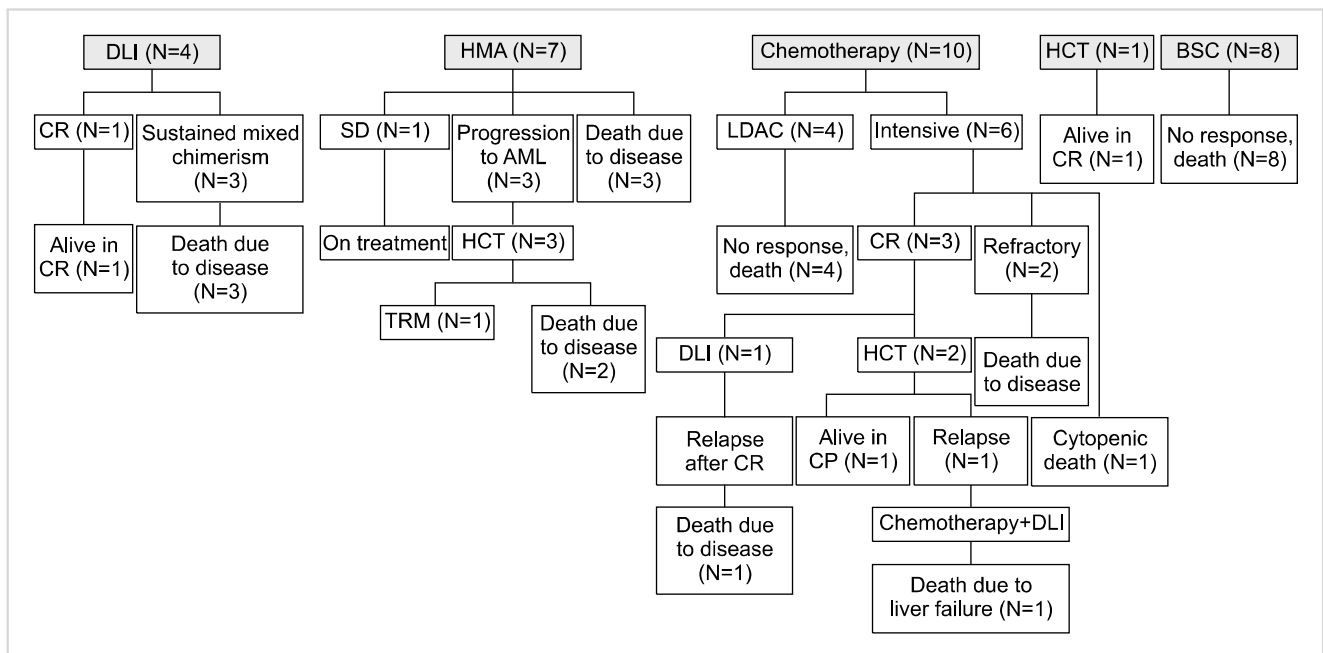 DLI (N=4)
CR (N=1)
Sustained mixed
chimerism
(N=3)
Alive in
CR (N=1)
Death due
to disease
(N=3)
HMA (N=7)
SD (N=1)
Progression
to AML
(N=3)
Death due
to disease
(N=3)
On treatment
HCT (N=3)
TRM (N=1)
Death due
to disease
(N=2)
Chemotherapy (N=10)
LDAC (N=4)
Intensive (N=6)
No response,
death (N=4)
CR (N=3)
Refractory
(N=2)
DLI (N=1)
HCT (N=2)
Death due
to disease
Relapse
after CR
Alive in
CP (N=1)
Relapse
(N=1)
Cytopenic
death (N=1)
Death due
to disease
(N=1)
Chemotherapy+DLI
Death due to
liver failure (N=1)
HCT (N=1)
Alive in
CR (N=1)
BSC (N=8)
No response,
death (N=8)